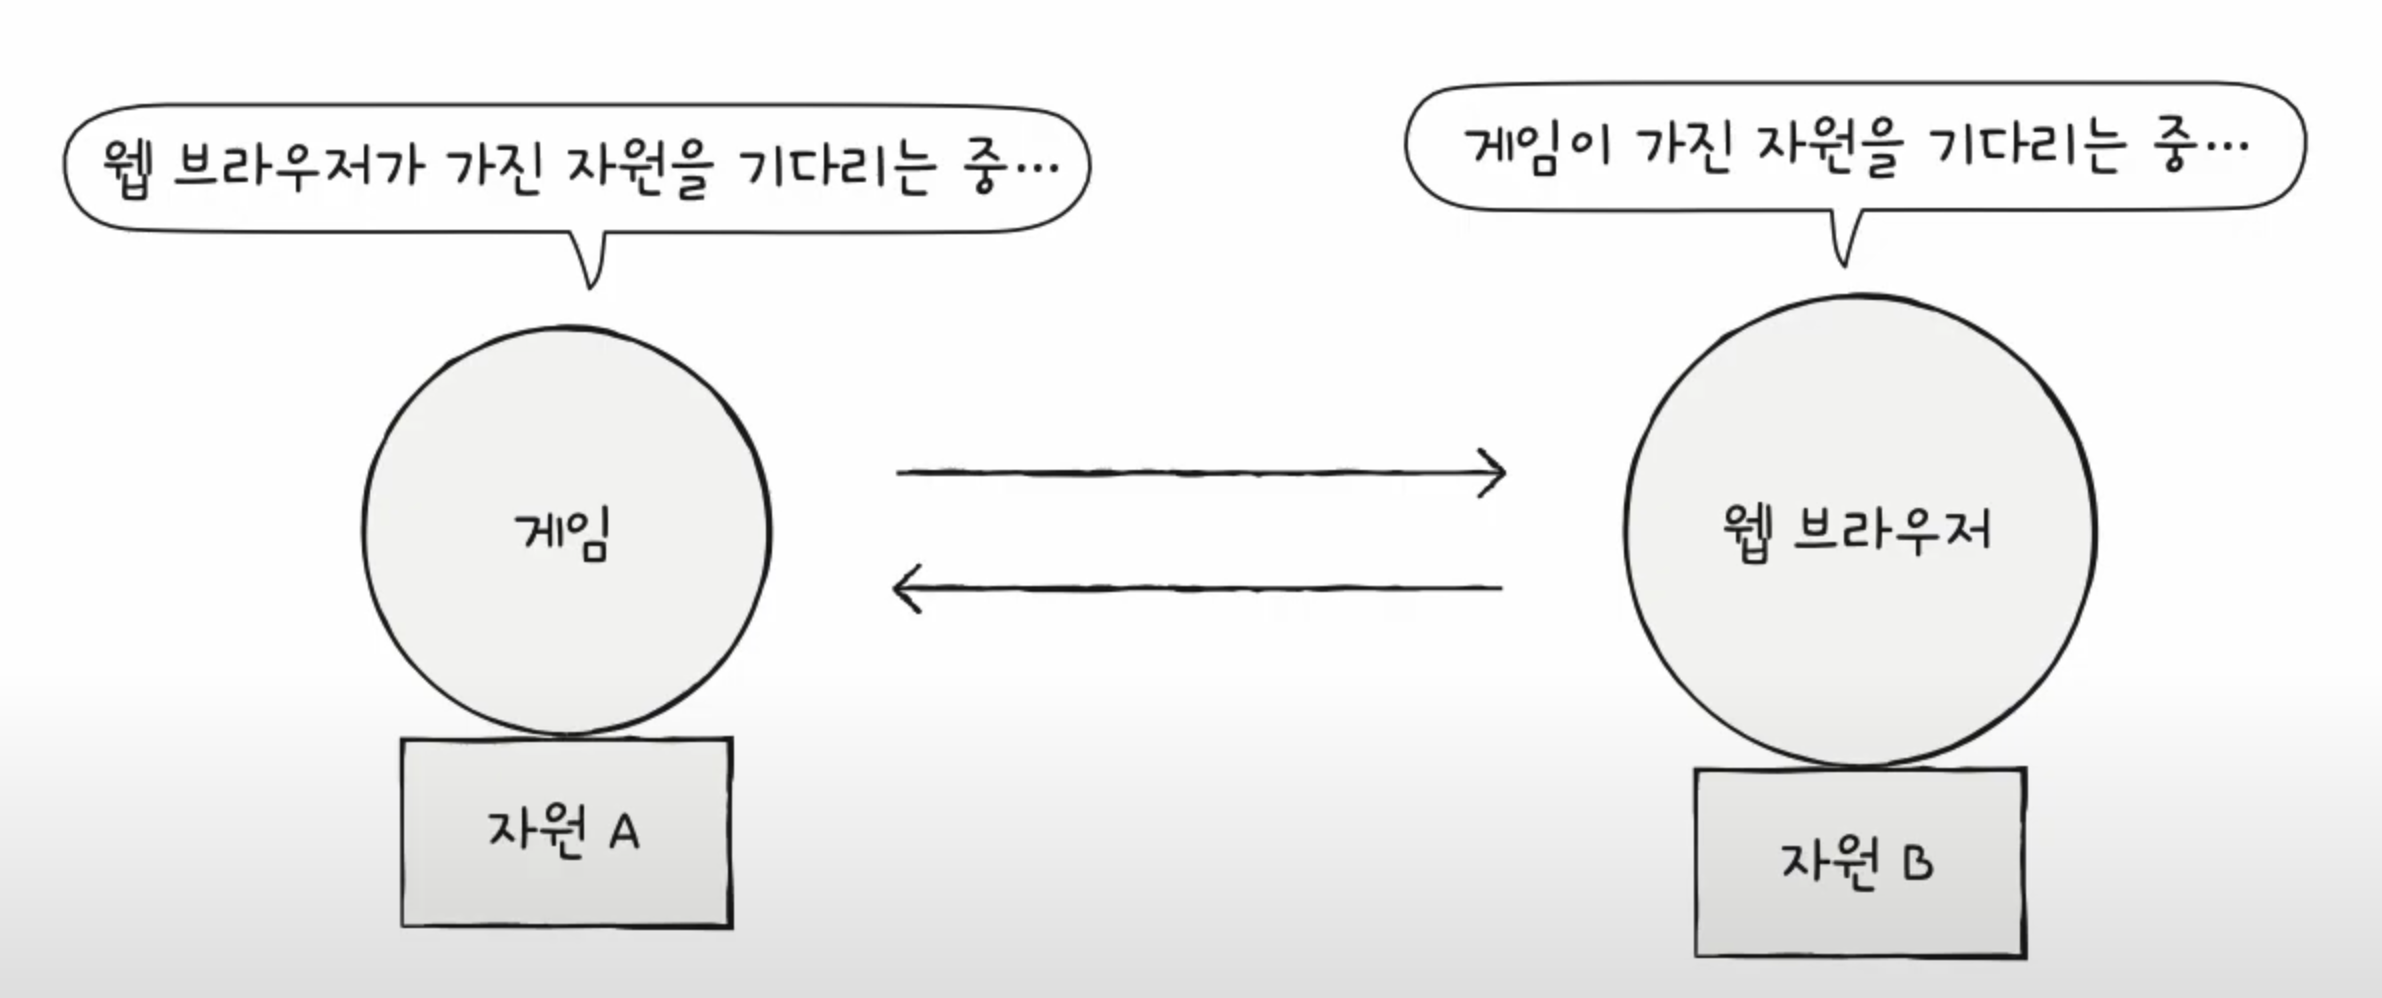 웹 브라우저가 가진 자원을 기다리는 중…
게임이 가진 자원을 기다리는 중…
게임
웹 브라우저
자원 A
자원 B